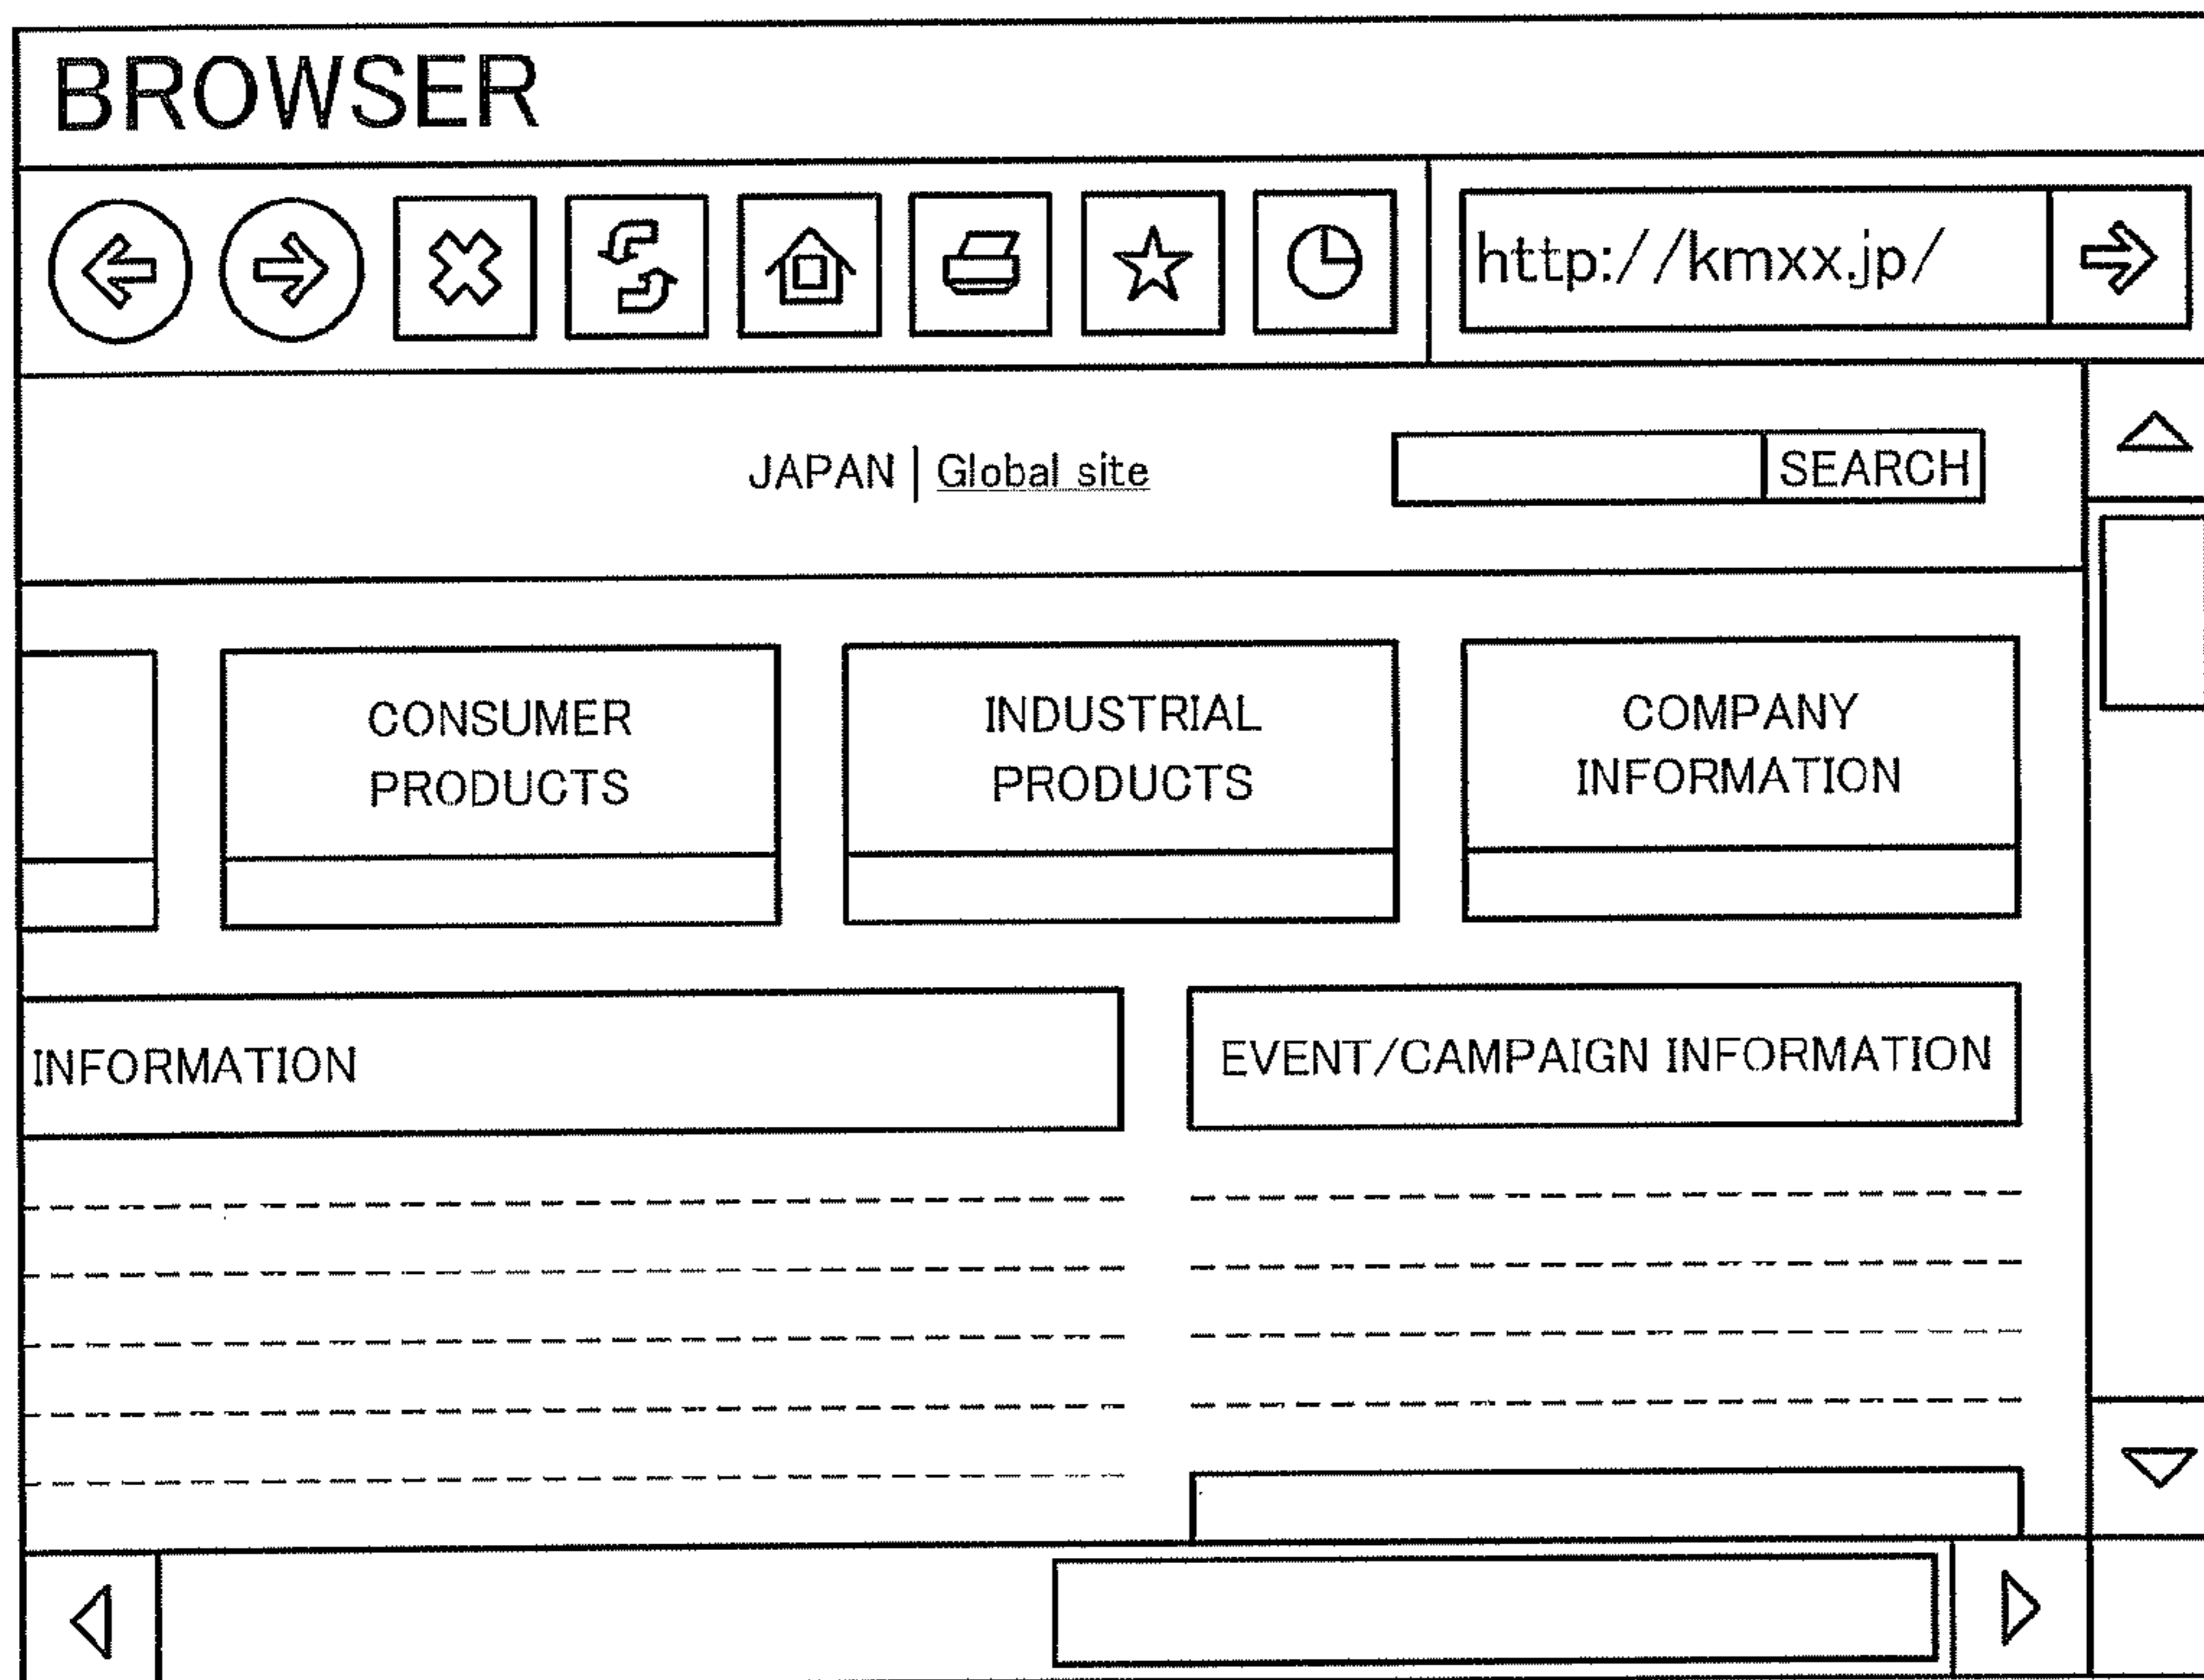 BROWSER
http://kmxx.jp/
JAPAN | Global site
SEARCH
CONSUMER
PRODUCTS
INDUSTRIAL
PRODUCTS
COMPANY
INFORMATION
INFORMATION
EVENT/CAMPAIGN INFORMATION